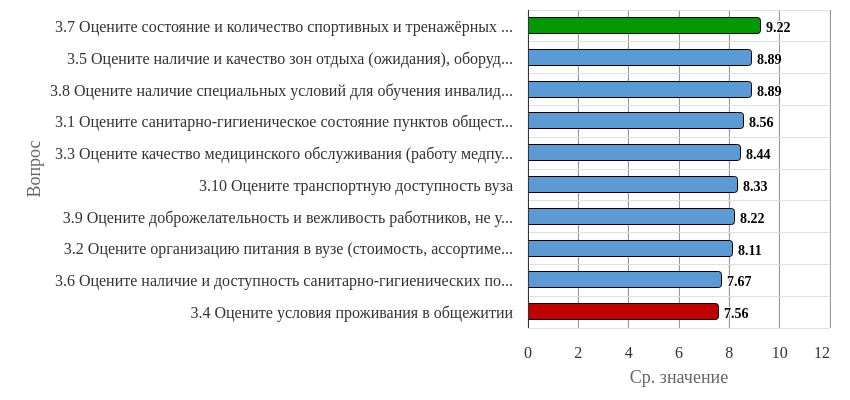 3.7 Оцените состояние и количество спортивных и тренажёрных ... 9.22
3.5 Оцените наличие и качество зон отдыха (ожидания), оборуд... 8.89
3.8 Оцените наличие специальных условий для обучения инвалид... 8.89
3.1 Оцените санитарно-гигиеническое состояние пунктов общест... 8.56
3.3 Оцените качество медицинского обслуживания (работу медпу... 8.44
3.10 Оцените транспортную доступность вуза 8.33
3.9 Оцените доброжелательность и вежливость работников, не у... 8.22
3.2 Оцените организацию питания в вузе (стоимость, ассортиме... 8.11
3.6 Оцените наличие и доступность санитарно-гигиенических по... 7.67
3.4 Оцените условия проживания в общежитии 7.56
Вопрос
0 2 4 6 8 10 12
Ср. значение